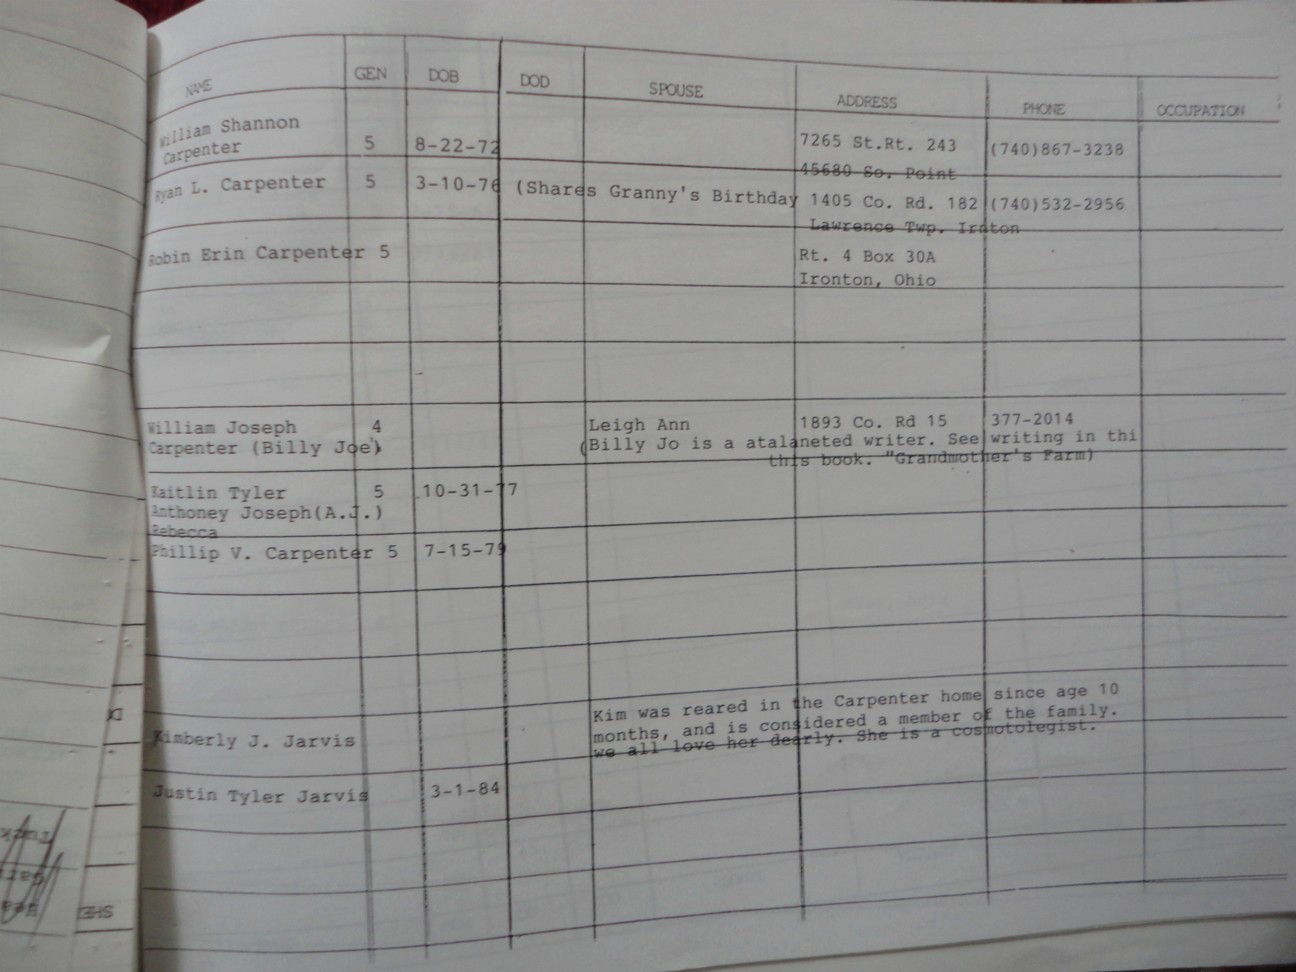 NAME GEN DOB DOD SPOUSE ADDRESS PHONE OCCUPATION
William Shannon 7265 St.Rt. 243 (740)867-3238
Carpenter 5 8-22-72
45680 So. Point
Ryan L. Carpenter 5 3-10-76 (Shares Granny's Birthday 1405 Co. Rd. 182 (740)532-2956
Lawrence Twp. Irnton
Robin Erin Carpenter 5 Rt. 4 Box 30A
Ironton, Ohio
William Joseph 4 Leigh Ann 1893 Co. Rd 15 377-2014
Carpenter (Billy Joe) (Billy Jo is a atalaneted writer. See writing in thi
this book. "Grandmother's Farm)
Kaitlin Tyler 5 10-31-77
Anthoney Joseph(A.J.)
Rebecca
Phillip V. Carpenter 5 7-15-79
Kim was reared in the Carpenter home since age 10
months, and is considered a member of the family.
we all love her dearly. She is a cosmotolegist.
Kimberly J. Jarvis
Justin Tyler Jarvis 3-1-84